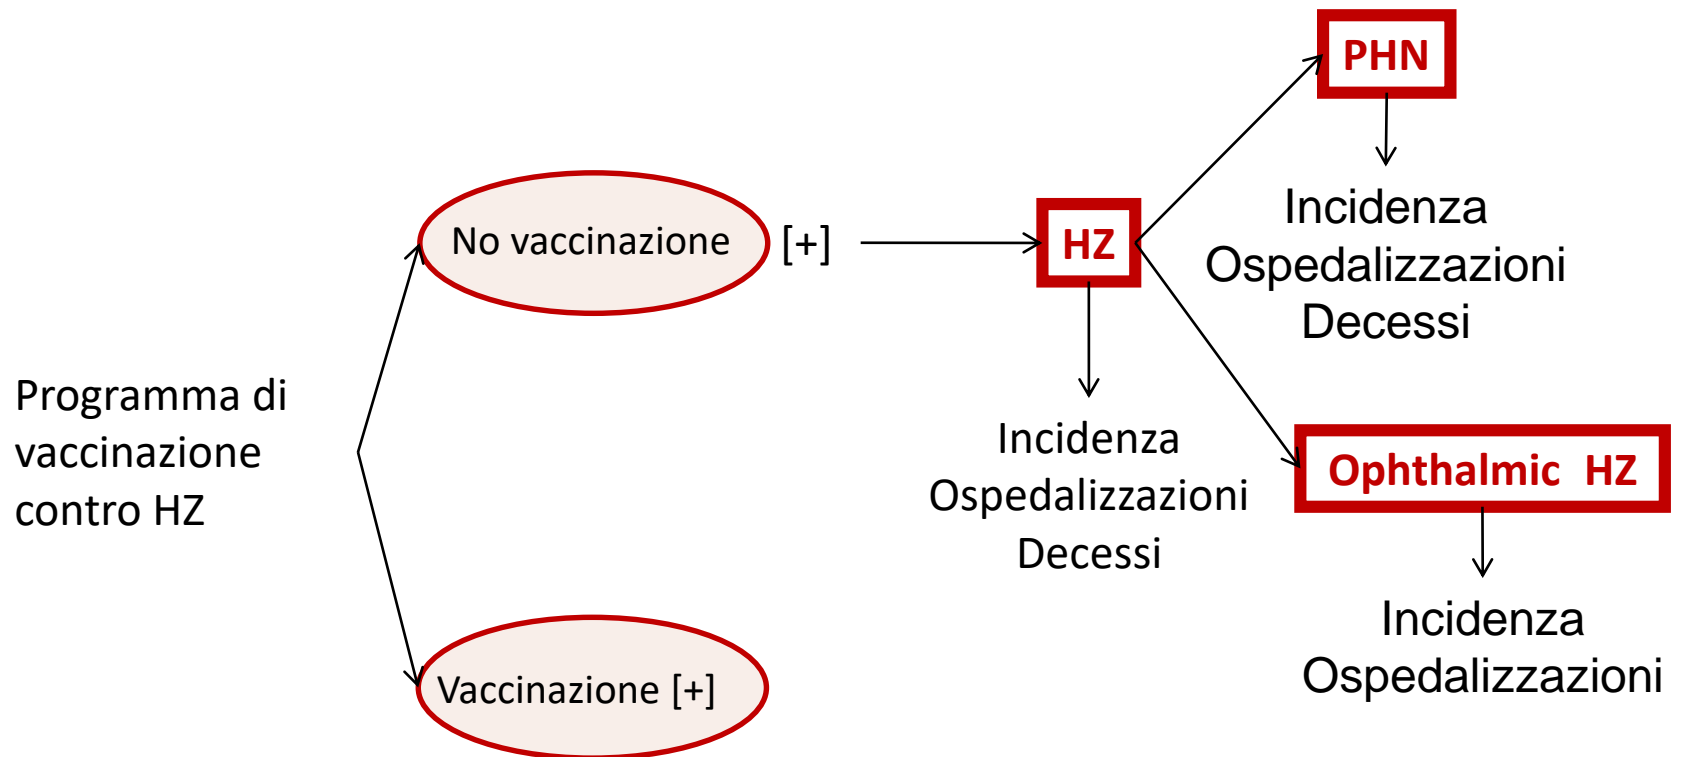 Programma di
vaccinazione
contro HZ
No vaccinazione [+]
Vaccinazione [+]
HZ
Incidenza
Ospedalizzazioni
Decessi
PHN
Incidenza
Ospedalizzazioni
Decessi
Ophthalmic HZ
Incidenza
Ospedalizzazioni